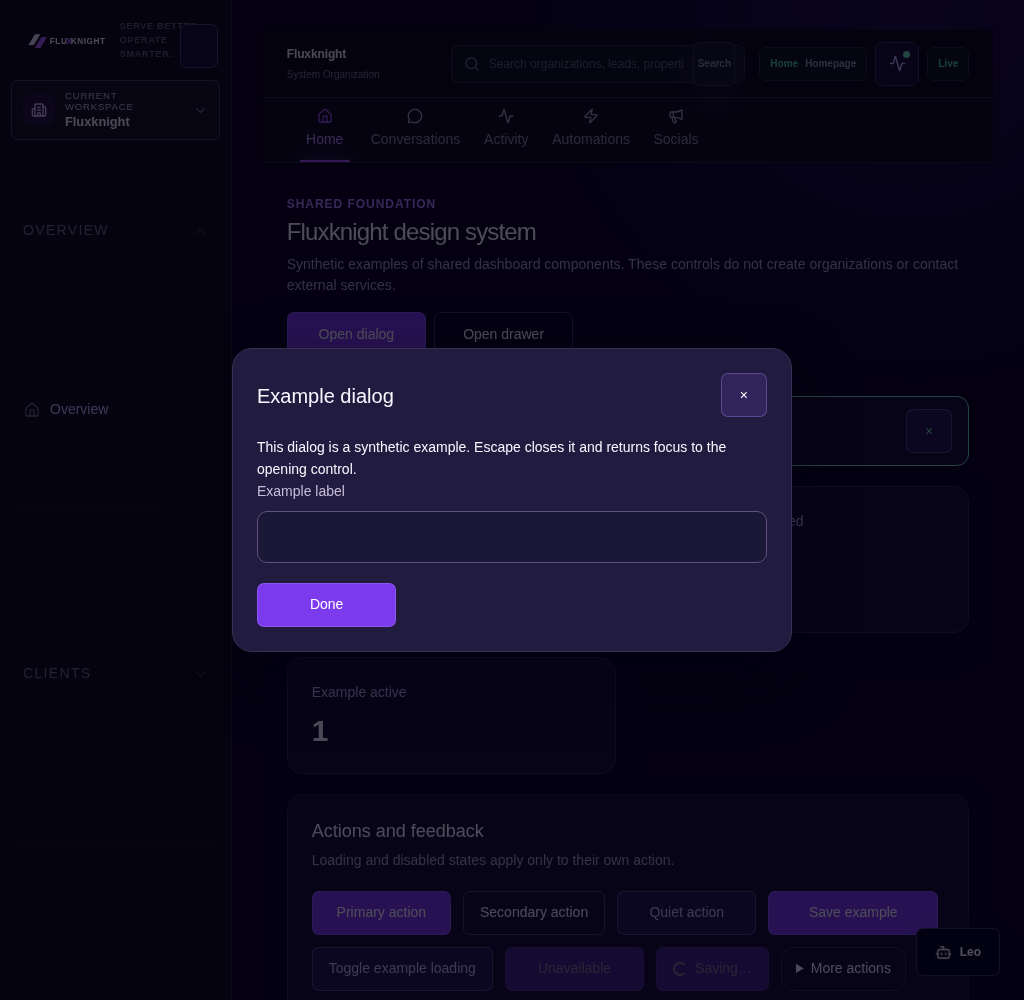 FLUXKNIGHT
SERVE BETTER.
OPERATE
SMARTER.
CURRENT
WORKSPACE
Fluxknight
OVERVIEW
Overview
CLIENTS
Fluxknight
System Organization
Search organizations, leads, properti
Search
Home Homepage
Live
Home
Conversations
Activity
Automations
Socials
SHARED FOUNDATION
Fluxknight design system
Synthetic examples of shared dashboard components. These controls do not create organizations or contact
external services.
Open dialog
Open drawer
Example dialog
×
This dialog is a synthetic example. Escape closes it and returns focus to the
opening control.
Example label
Done
×
ed
Example active
1
Actions and feedback
Loading and disabled states apply only to their own action.
Primary action
Secondary action
Quiet action
Save example
Toggle example loading
Unavailable
Saving...
More actions
Leo